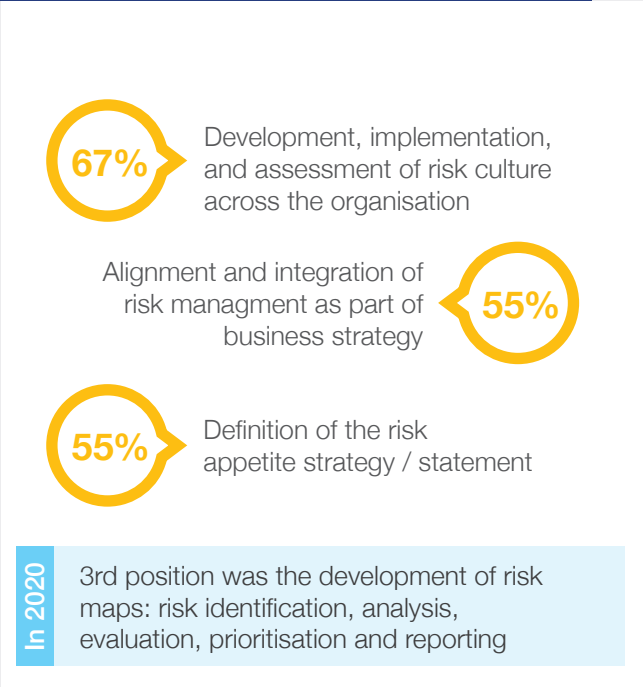 67%
Development, implementation,
and assessment of risk culture
across the organisation
Alignment and integration of
risk managment as part of
business strategy
55%
55%
Definition of the risk
appetite strategy / statement
In 2020
3rd position was the development of risk
maps: risk identification, analysis,
evaluation, prioritisation and reporting